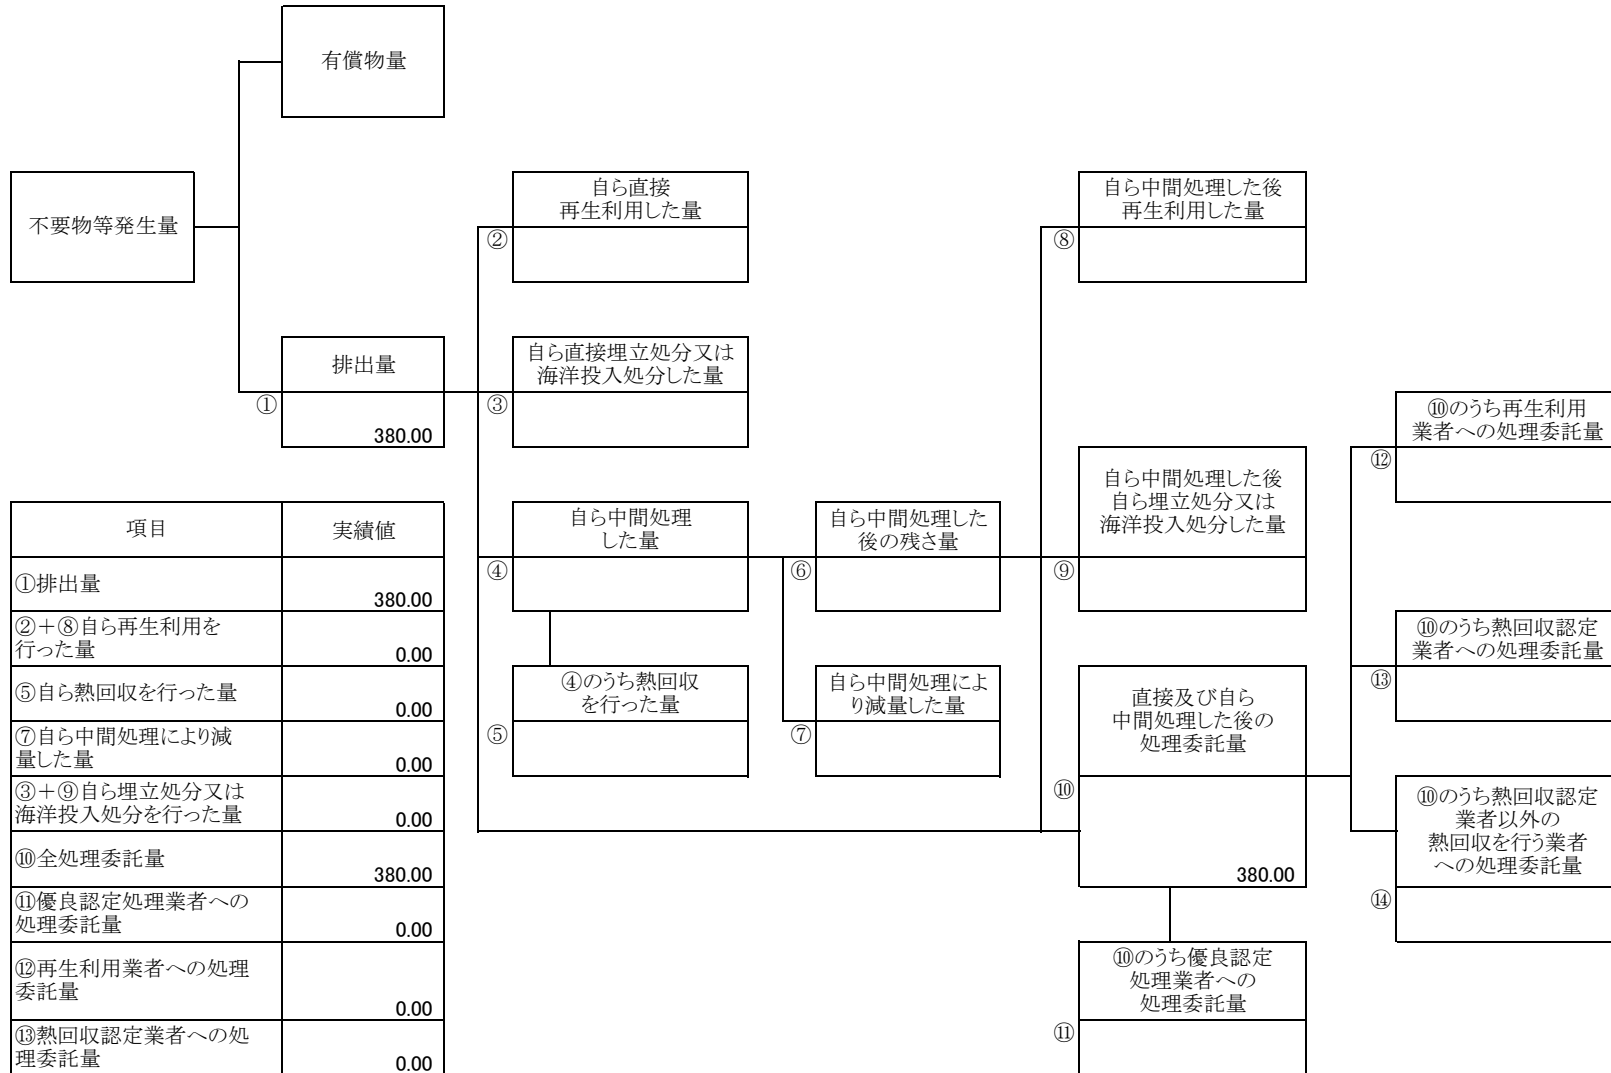 有償物量
不要物等発生量
自ら直接
再生利用した量
②
自ら中間処理した後
再生利用した量
⑧
排出量
①
380.00
自ら直接埋立処分又は
海洋投入処分した量
③
⑩のうち再生利用
業者への処理委託量
⑫
自ら中間処理
した量
④
自ら中間処理した
後の残さ量
⑥
自ら中間処理した後
自ら埋立処分又は
海洋投入処分した量
⑨
④のうち熱回収
を行った量
⑤
自ら中間処理によ
り減量した量
⑦
直接及び自ら
中間処理した後の
処理委託量
⑩
380.00
⑩のうち熱回収認定
業者への処理委託量
⑬
⑩のうち熱回収認定
業者以外の
熱回収を行う業者
への処理委託量
⑭
⑩のうち優良認定
処理業者への
処理委託量
⑪
項目 実績値
①排出量
380.00
②+⑧自ら再生利用を
行った量
0.00
⑤自ら熱回収を行った量
0.00
⑦自ら中間処理により減
量した量
0.00
③+⑨自ら埋立処分又は
海洋投入処分を行った量
0.00
⑩全処理委託量
380.00
⑪優良認定処理業者への
処理委託量
0.00
⑫再生利用業者への処理
委託量
0.00
⑬熱回収認定業者への処
理委託量
0.00